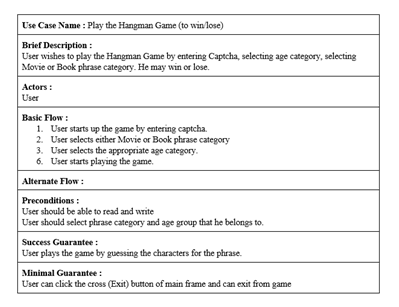 Use Case Name : Play the Hangman Game (to win/lose)
Brief Description :
User wishes to play the Hangman Game by entering Captcha, selecting age category, selecting
Movie or Book phrase category. He may win or lose.
Actors :
User
Basic Flow :
1. User starts up the game by entering captcha.
2. User selects either Movie or Book phrase category
3. User selects the appropriate age category.
6. User starts playing the game.
Alternate Flow :
Preconditions :
User should be able to read and write
User should select phrase category and age group that he belongs to.
Success Guarantee :
User plays the game by guessing the characters for the phrase.
Minimal Guarantee :
User can click the cross (Exit) button of main frame and can exit from game